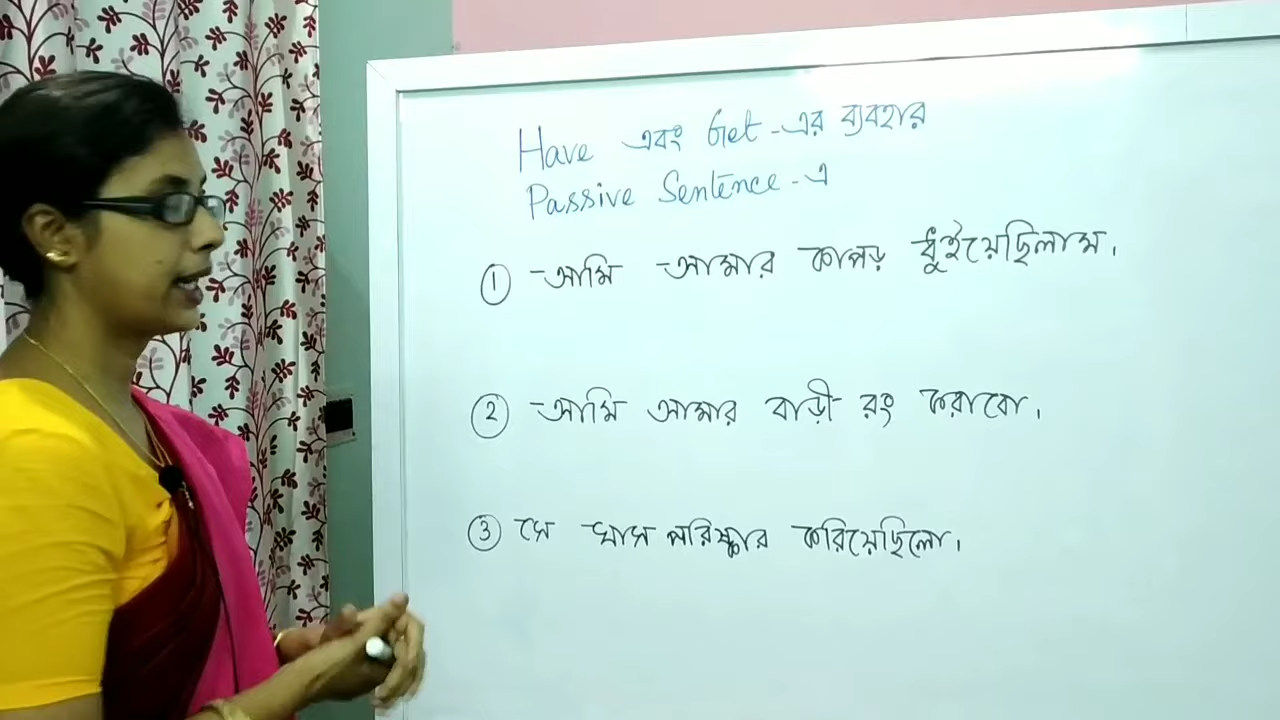 Have এবং Get-এর ব্যবহার
Passive Sentence-এ
① আমি আমার কাপড় ধুইয়েছিলাম.
② আমি আমার বাড়ী রং করাবো.
③ সে ঘাস পরিষ্কার করিয়েছিলো.